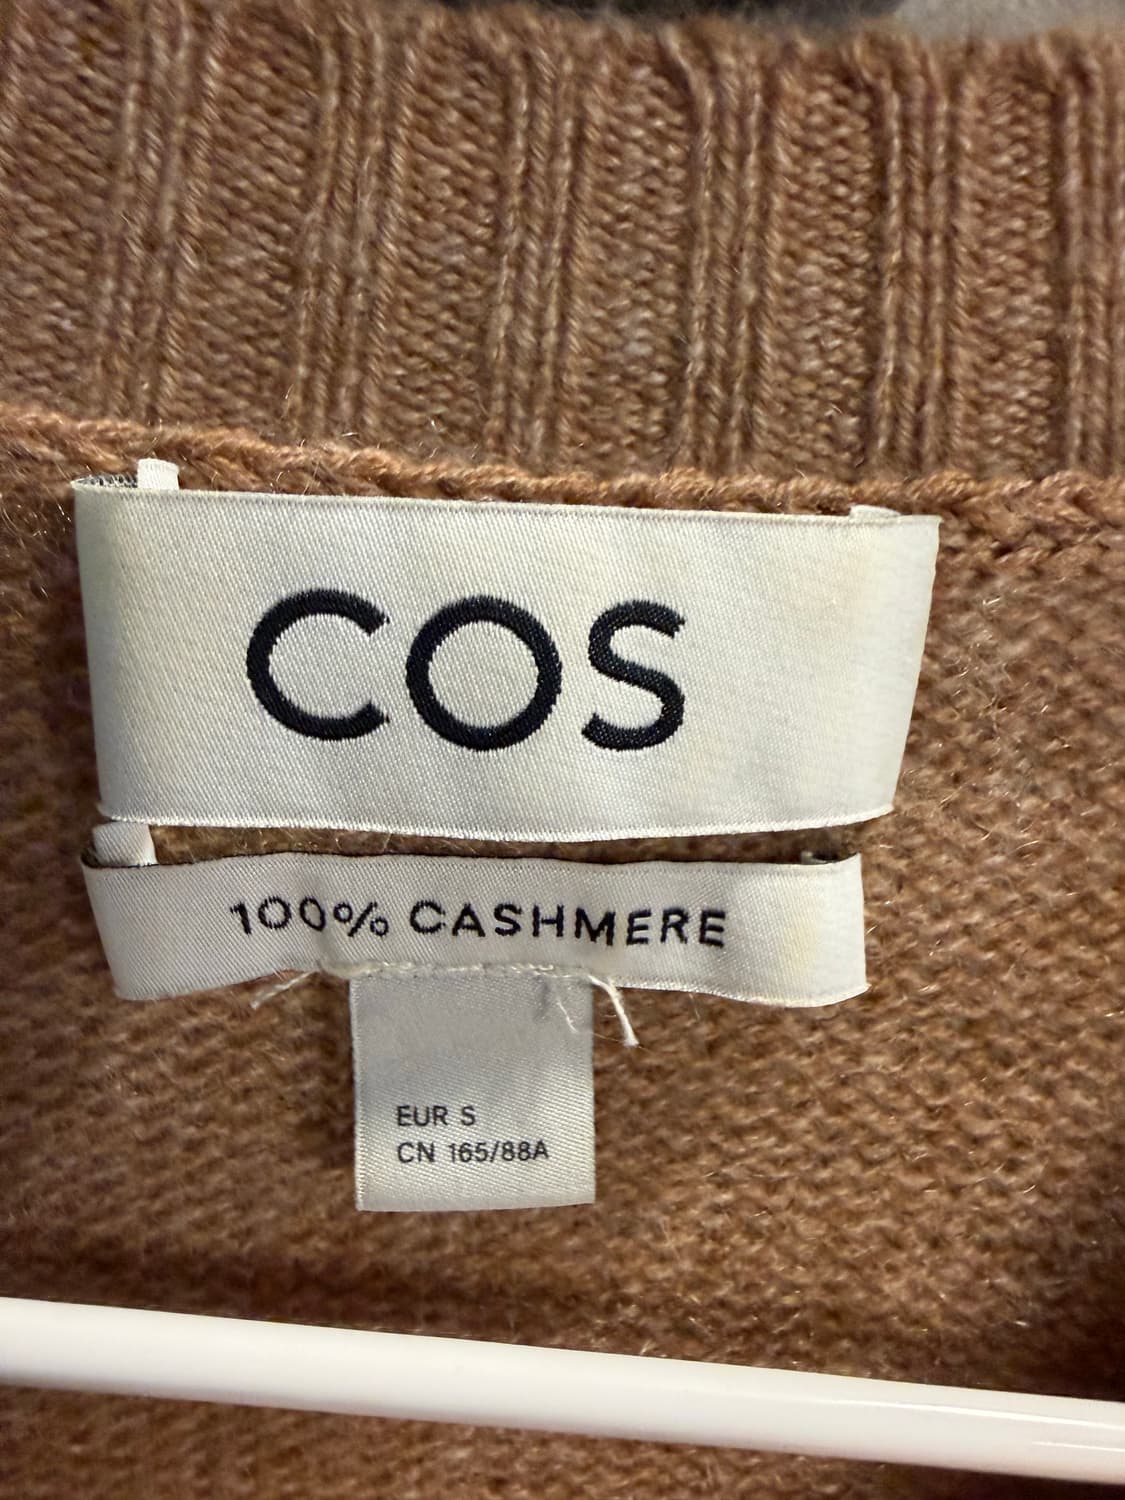 COS
100% CASHMERE
EUR S
CN 165/88A